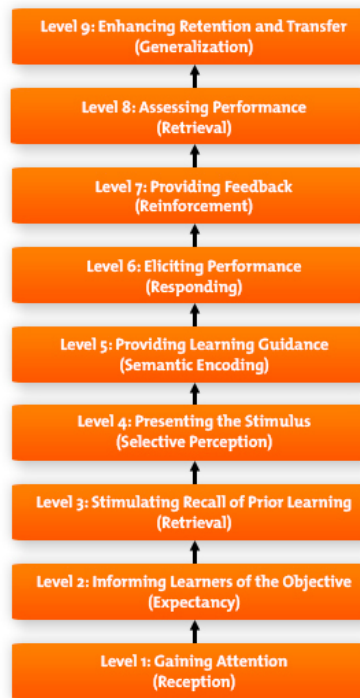 Level 9: Enhancing Retention and Transfer
(Generalization)
Level 8: Assessing Performance
(Retrieval)
Level 7: Providing Feedback
(Reinforcement)
Level 6: Eliciting Performance
(Responding)
Level 5: Providing Learning Guidance
(Semantic Encoding)
Level 4: Presenting the Stimulus
(Selective Perception)
Level 3: Stimulating Recall of Prior Learning
(Retrieval)
Level 2: Informing Learners of the Objective
(Expectancy)
Level 1: Gaining Attention
(Reception)